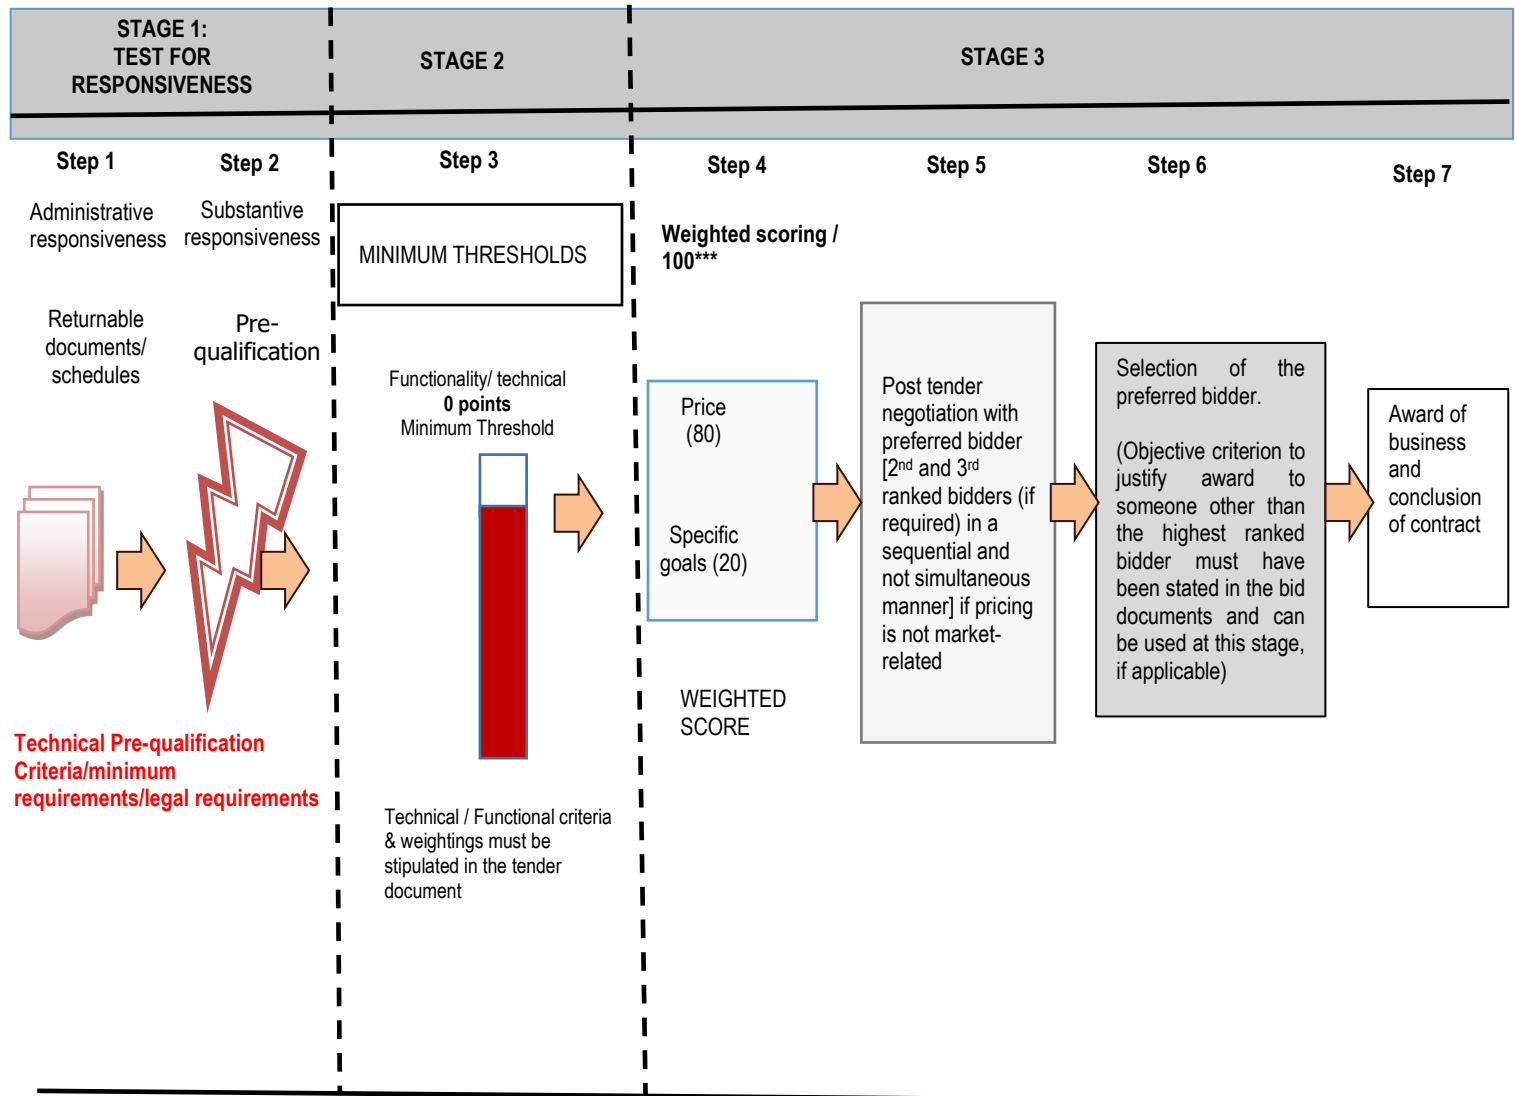 STAGE 1:
TEST FOR
RESPONSIVENESS
STAGE 2
STAGE 3
Step 1
Step 2
Step 3
Step 4
Step 5
Step 6
Step 7
Administrative
responsiveness
Substantive
responsiveness
MINIMUM THRESHOLDS
Weighted scoring /
100***
Returnable
documents/
schedules
Pre-
qualification
Functionality/ technical
0 points
Minimum Threshold
Price
(80)
Specific
goals (20)
WEIGHTED
SCORE
Post tender
negotiation with
preferred bidder
[2nd and 3rd
ranked bidders (if
required) in a
sequential and
not simultaneous
manner] if pricing
is not market-
related
Selection of the
preferred bidder.
(Objective criterion to
justify award to
someone other than
the highest ranked
bidder must have
been stated in the bid
documents and can
be used at this stage,
if applicable)
Award of
business
and
conclusion
of contract
Technical Pre-qualification
Criteria/minimum
requirements/legal requirements
Technical / Functional criteria
& weightings must be
stipulated in the tender
document